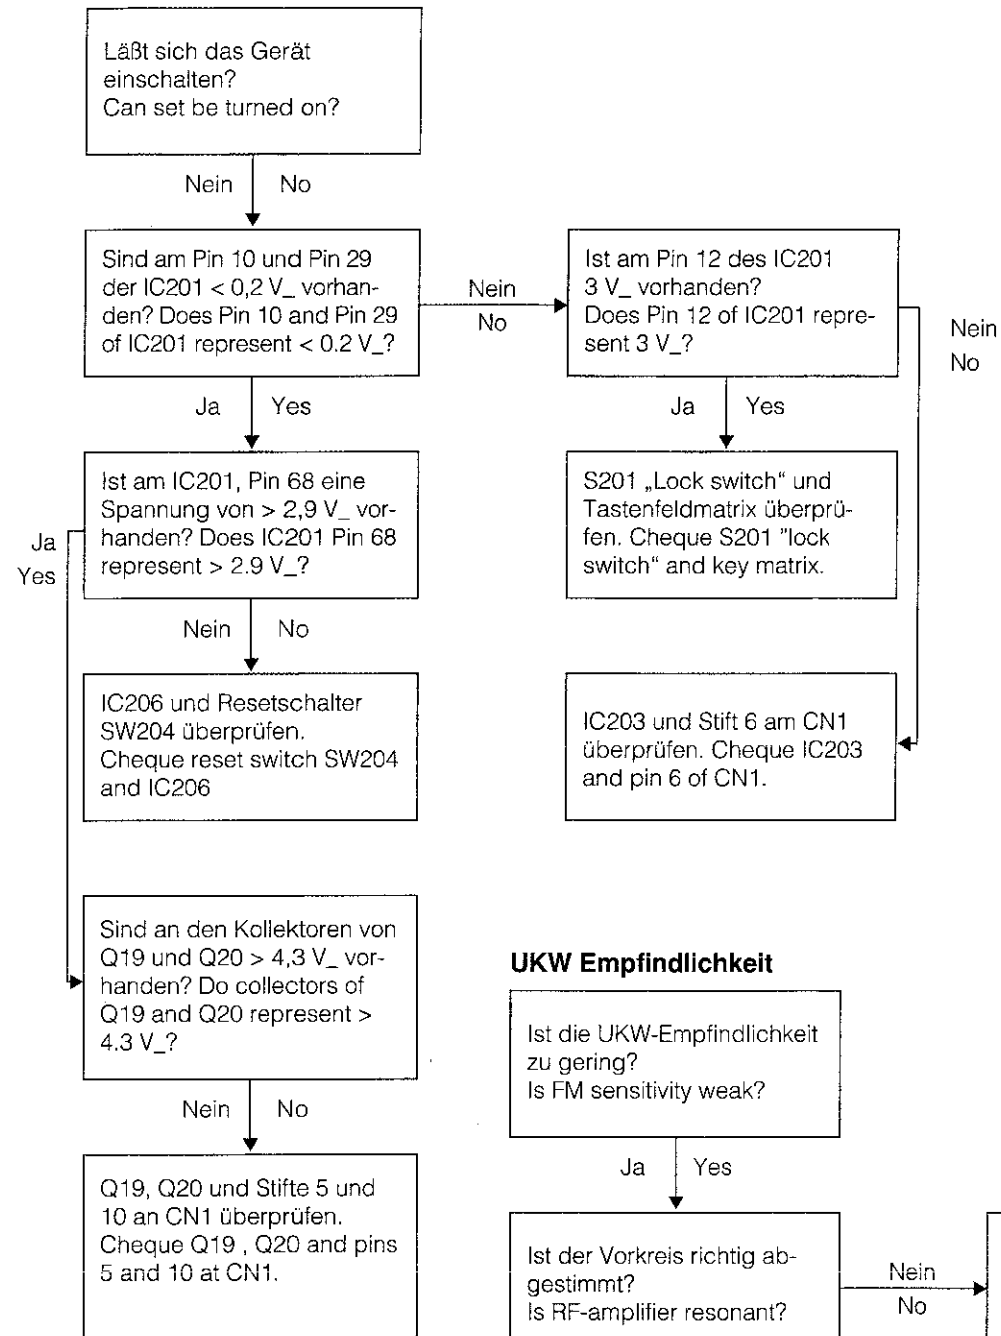 Läßt sich das Gerät
einschalten?
Can set be turned on?
Nein No
Sind am Pin 10 und Pin 29
der IC201 < 0,2 V_ vorhan-
den? Does Pin 10 and Pin 29
of IC201 represent < 0.2 V_?
Nein
No
Ist am Pin 12 des IC201
3 V_ vorhanden?
Does Pin 12 of IC201 repre-
sent 3 V_?
Nein
No
Ja Yes
Ja Yes
Ist am IC201, Pin 68 eine
Spannung von > 2,9 V_ vor-
handen? Does IC201 Pin 68
represent > 2.9 V_?
Ja
Yes
S201 „Lock switch“ und
Tastenfeldmatrix überprü-
fen. Cheque S201 "lock
switch“ and key matrix.
Nein No
IC206 und Resetschalter
SW204 überprüfen.
Cheque reset switch SW204
and IC206
IC203 und Stift 6 am CN1
überprüfen. Cheque IC203
and pin 6 of CN1.
Sind an den Kollektoren von
Q19 und Q20 > 4,3 V_ vor-
handen? Do collectors of
Q19 and Q20 represent >
4.3 V_?
Nein No
Q19, Q20 und Stifte 5 und
10 an CN1 überprüfen.
Cheque Q19 , Q20 and pins
5 and 10 at CN1.
UKW Empfindlichkeit
Ist die UKW-Empfindlichkeit
zu gering?
Is FM sensitivity weak?
Ja Yes
Ist der Vorkreis richtig ab-
gestimmt?
Is RF-amplifier resonant?
Nein
No